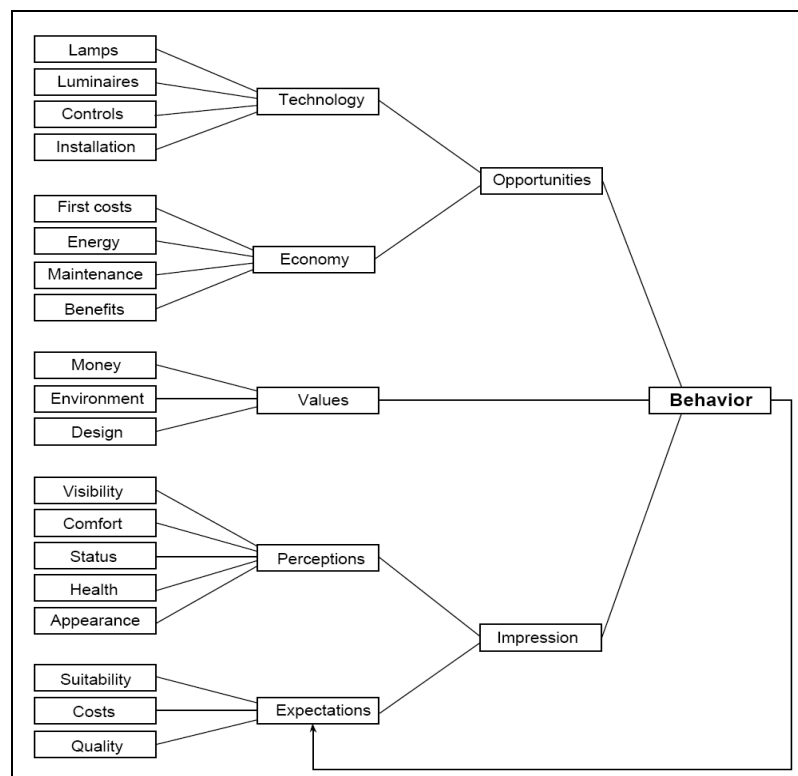 Lamps
Luminaires
Controls
Installation
Technology
Opportunities
First costs
Energy
Maintenance
Benefits
Economy
Money
Environment
Design
Values
Behavior
Visibility
Comfort
Status
Health
Appearance
Perceptions
Impression
Suitability
Costs
Quality
Expectations